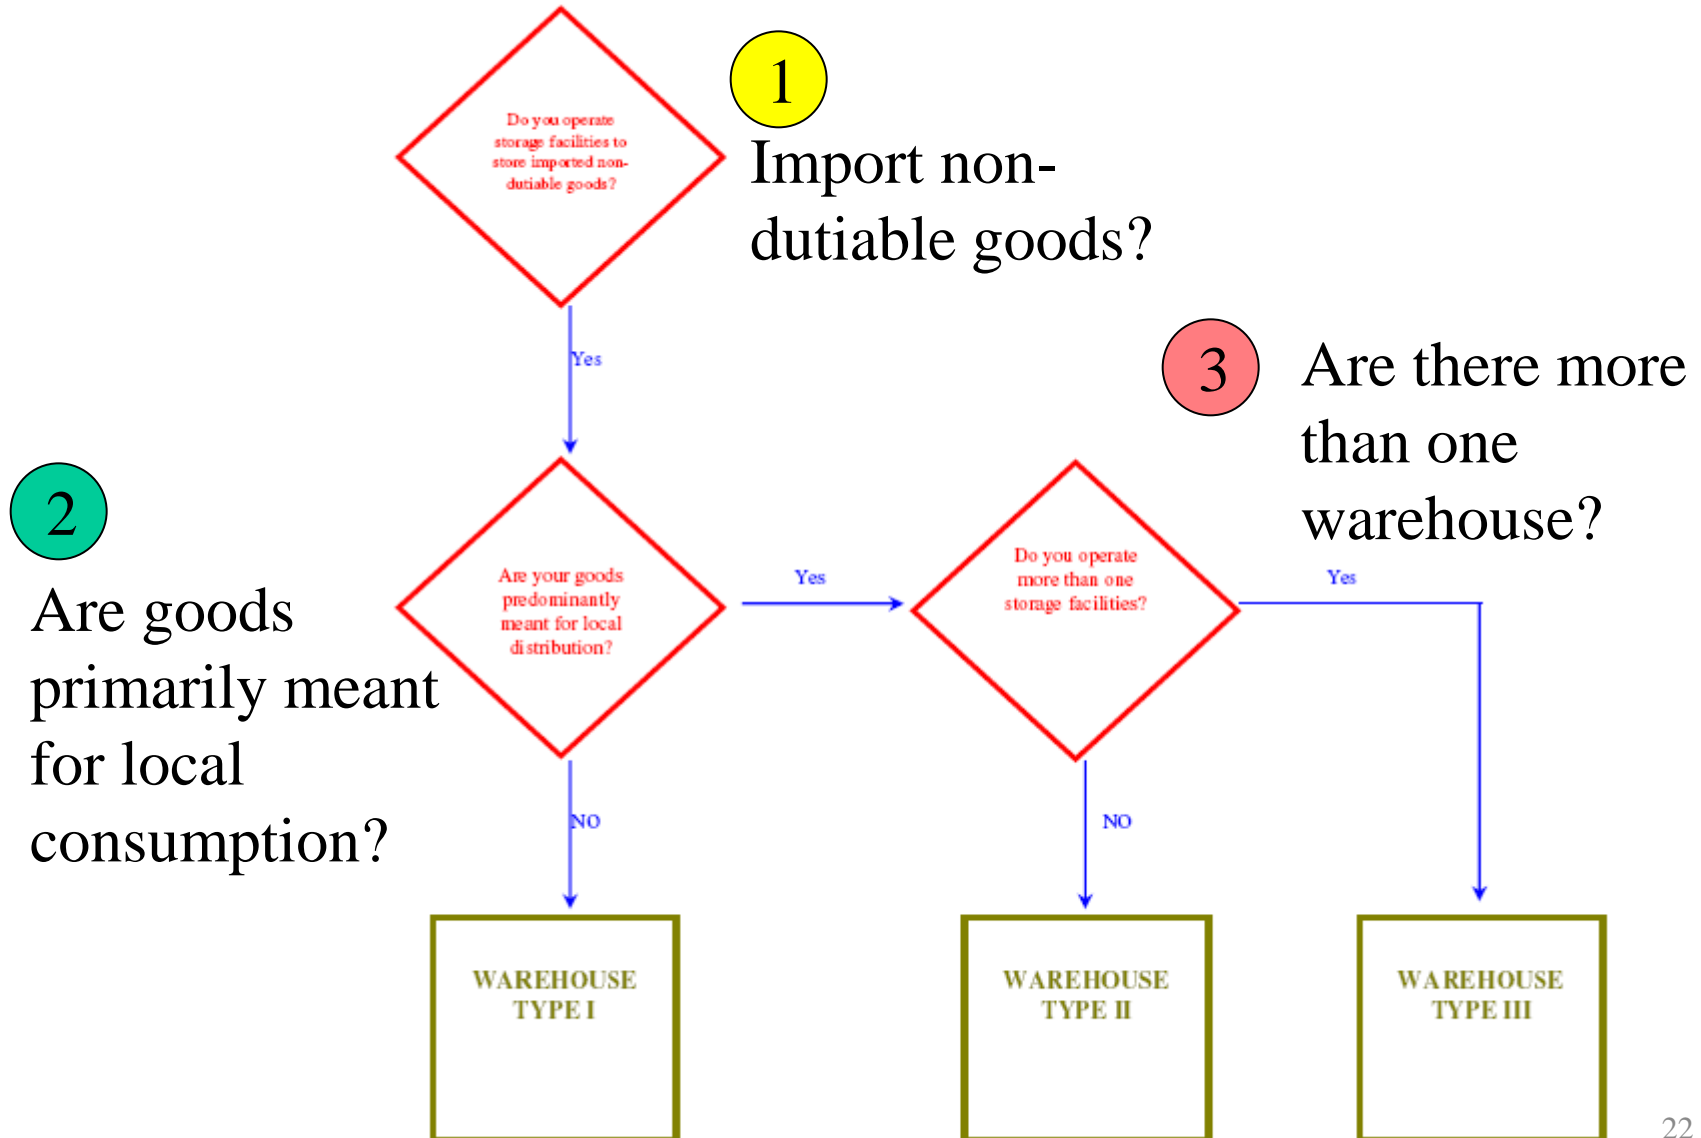 Do you operate
storage facilities to
store imported non-
dutiable goods?
1
Import non-
dutiable goods?
Yes
3
Are there more
than one
warehouse?
2
Are goods
primarily meant
for local
consumption?
Are your goods
predominantly
meant for local
distribution?
Yes
Do you operate
more than one
storage facilities?
Yes
NO
NO
WAREHOUSE
TYPE I
WAREHOUSE
TYPE II
WAREHOUSE
TYPE III
22